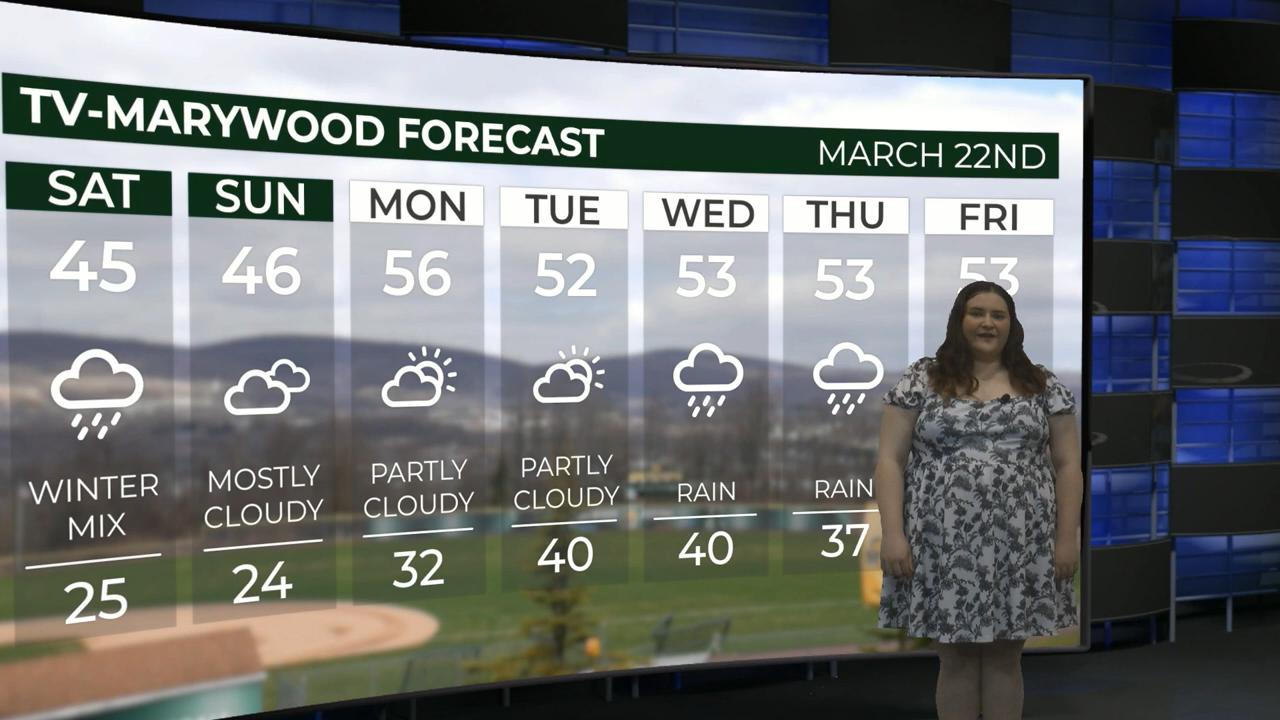 TV-MARYWOOD FORECAST
MARCH 22ND
SAT
SUN
MON
TUE
WED
THU
FRI
45
46
56
52
53
53
53
WINTER
MIX
MOSTLY
CLOUDY
PARTLY
CLOUDY
PARTLY
CLOUDY
RAIN
RAIN
25
24
32
40
40
37